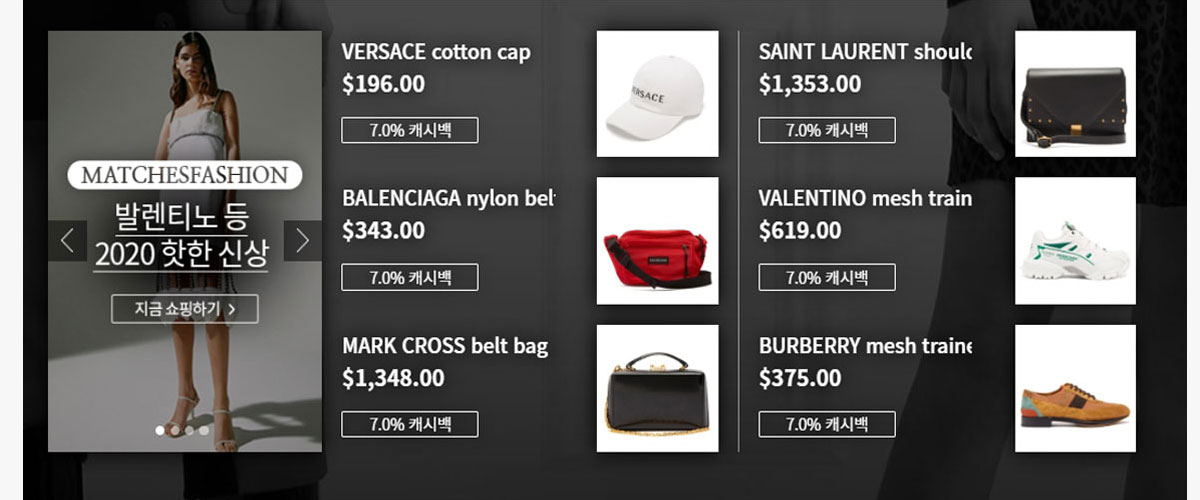 MATCHESFASHION
발렌티노 등
2020 핫한 신상
지금 쇼핑하기 >
VERSACE cotton cap
$196.00
7.0% 캐시백
BALENCIAGA nylon bel
$343.00
7.0% 캐시백
MARK CROSS belt bag
$1,348.00
7.0% 캐시백
SAINT LAURENT should
$1,353.00
7.0% 캐시백
VALENTINO mesh train
$619.00
7.0% 캐시백
BURBERRY mesh traine
$375.00
7.0% 캐시백